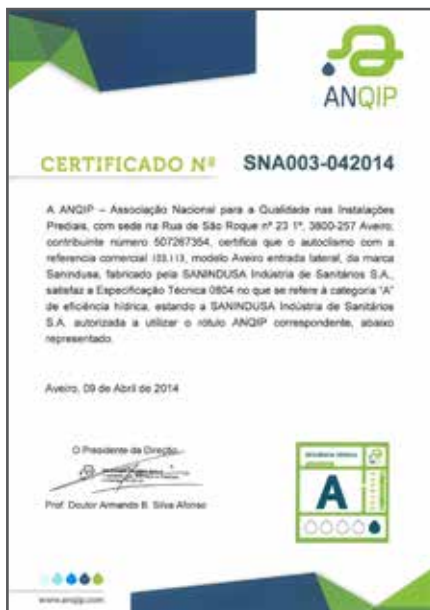 ANQIP
CERTIFICADO Nº SNA003-042014
A ANQIP – Associação Nacional para a Qualidade nas Instalações
Prediais, com sede na Rua de São Roque nº 23 1º, 3800-257 Aveiro,
contribuinte número 507267354, certifica que o autoclismo com a
referencia comercial 103.113, modelo Aveiro entrada lateral, da marca
Sanindusa, fabricado pela SANINDUSA Indústria de Sanitários S.A.,
satisfaz a Especificação Técnica 0804 no que se refere à categoria "A"
de eficiência hídrica, estando a SANINDUSA Indústria de Sanitários
S.A. autorizada a utilizar o rótulo ANQIP correspondente, abaixo
representado.
Aveiro, 09 de Abril de 2014
O Presidente da Direção
Prof. Doutor Armando B. Silva Afonso
A
www.anqip.com